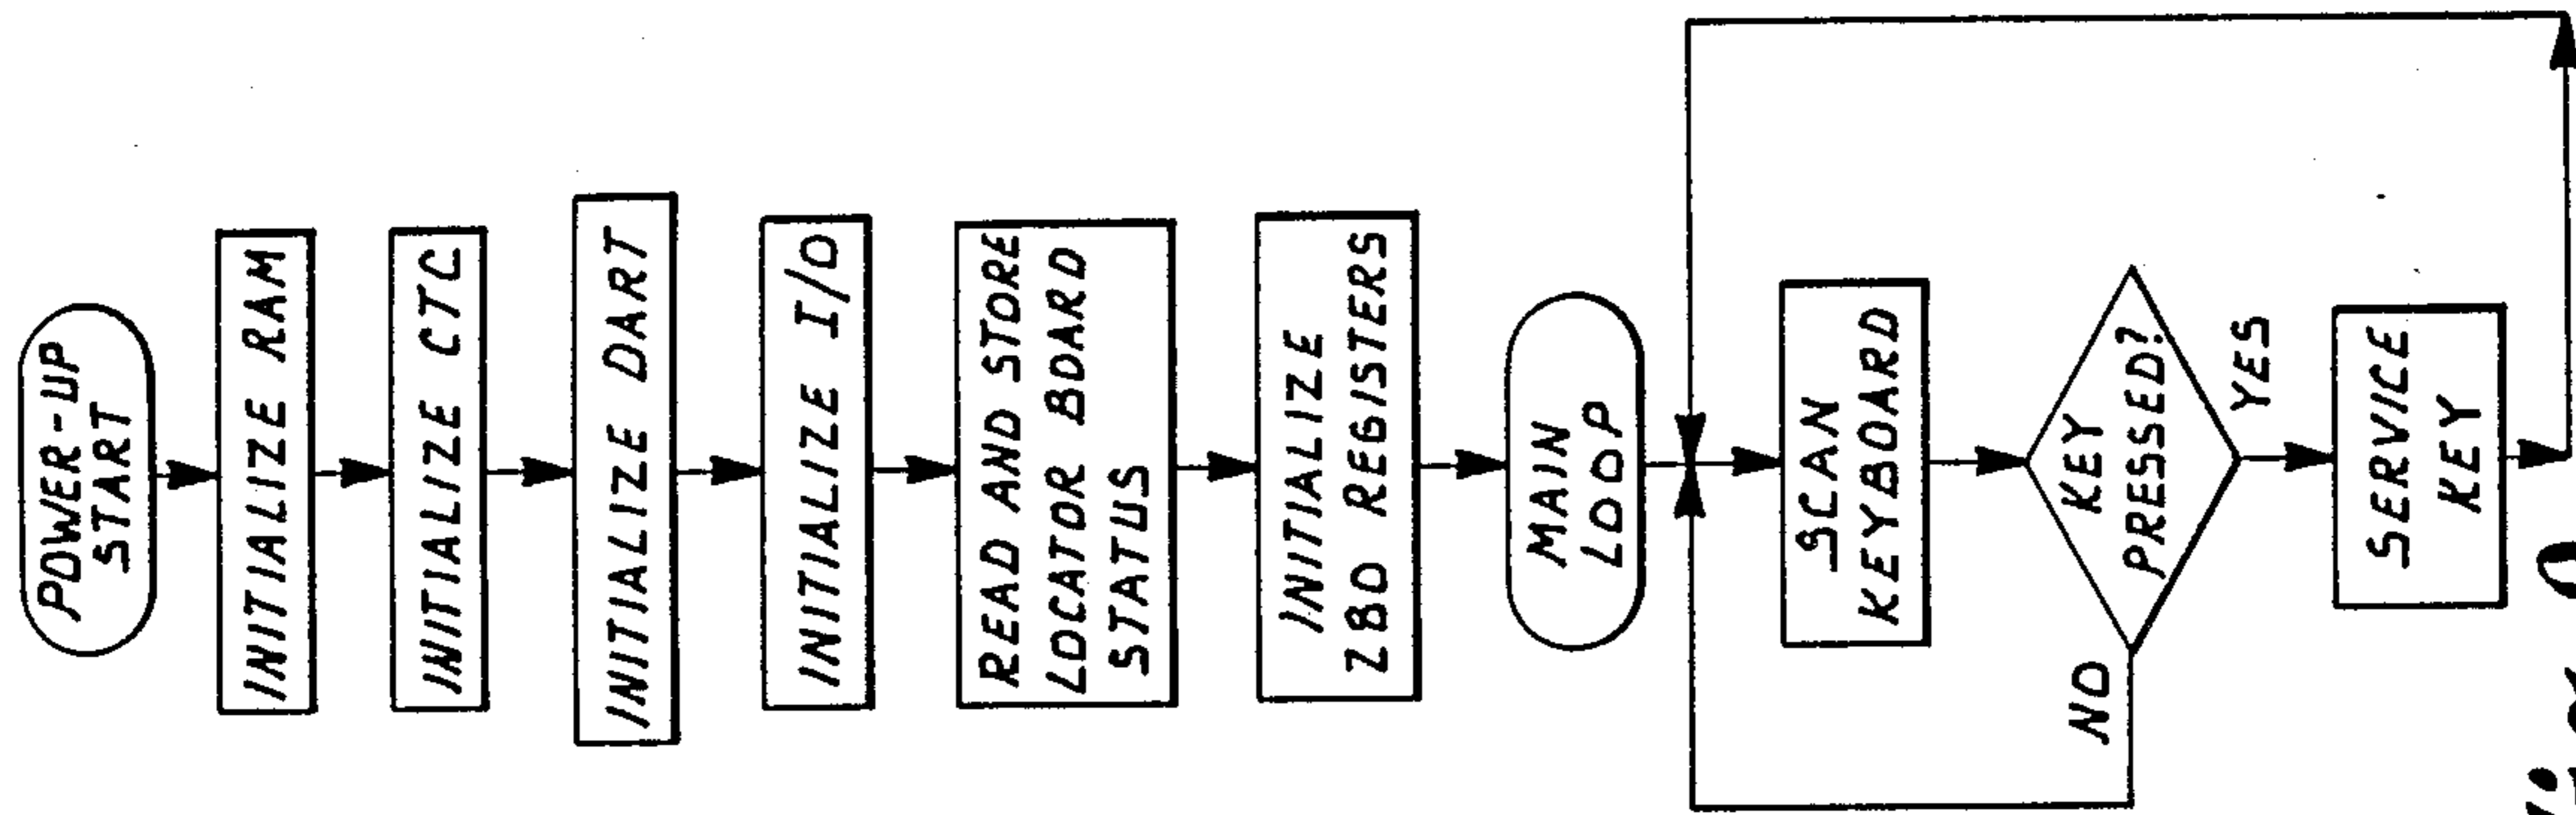 POWER-UP
START
INITIALIZE RAM
INITIALIZE CTC
INITIALIZE DART
INITIALIZE I/O
READ AND STORE
LOCATOR BOARD
STATUS
INITIALIZE
Z80 REGISTERS
MAIN
LOOP
SCAN
KEYBOARD
KEY
PRESSED?
NO
YES
SERVICE
KEY